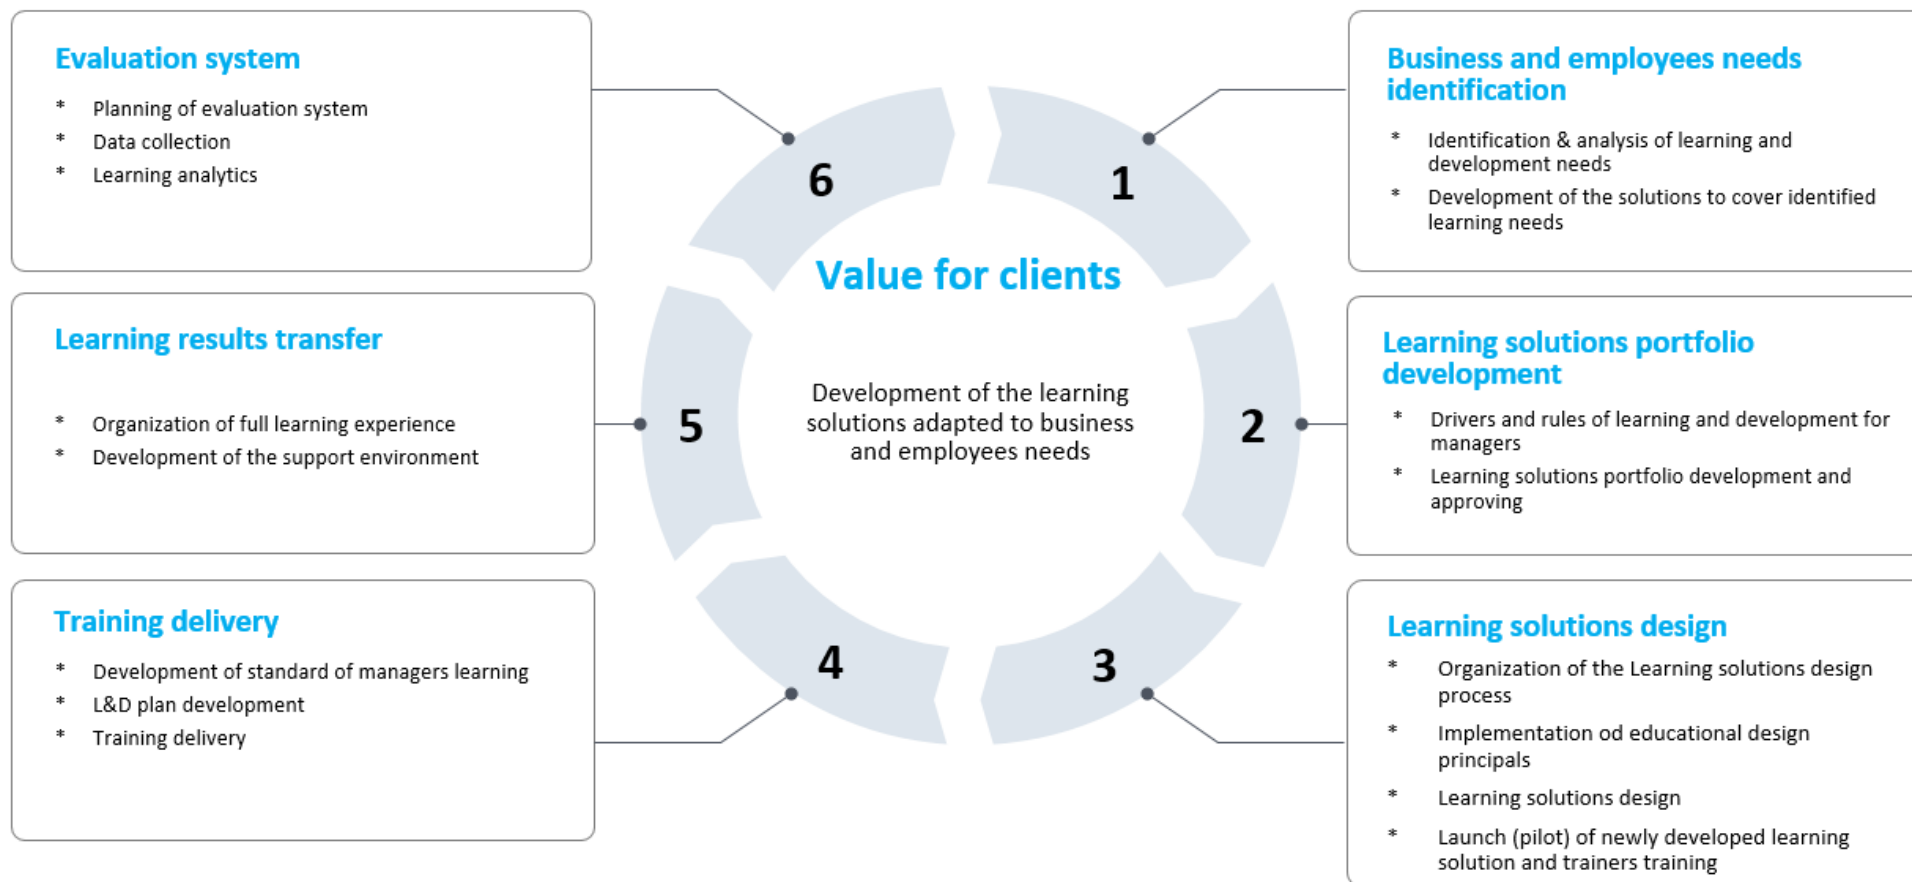 Evaluation system
* Planning of evaluation system
* Data collection
* Learning analytics
Learning results transfer
* Organization of full learning experience
* Development of the support environment
Training delivery
* Development of standard of managers learning
* L&D plan development
* Training delivery
6
1
5
2
4
3
Value for clients
Development of the learning
solutions adapted to business
and employees needs
Business and employees needs
identification
* Identification & analysis of learning and
development needs
* Development of the solutions to cover identified
learning needs
Learning solutions portfolio
development
* Drivers and rules of learning and development for
managers
* Learning solutions portfolio development and
approving
Learning solutions design
* Organization of the Learning solutions design
process
* Implementation od educational design
principals
* Learning solutions design
* Launch (pilot) of newly developed learning
solution and trainers training